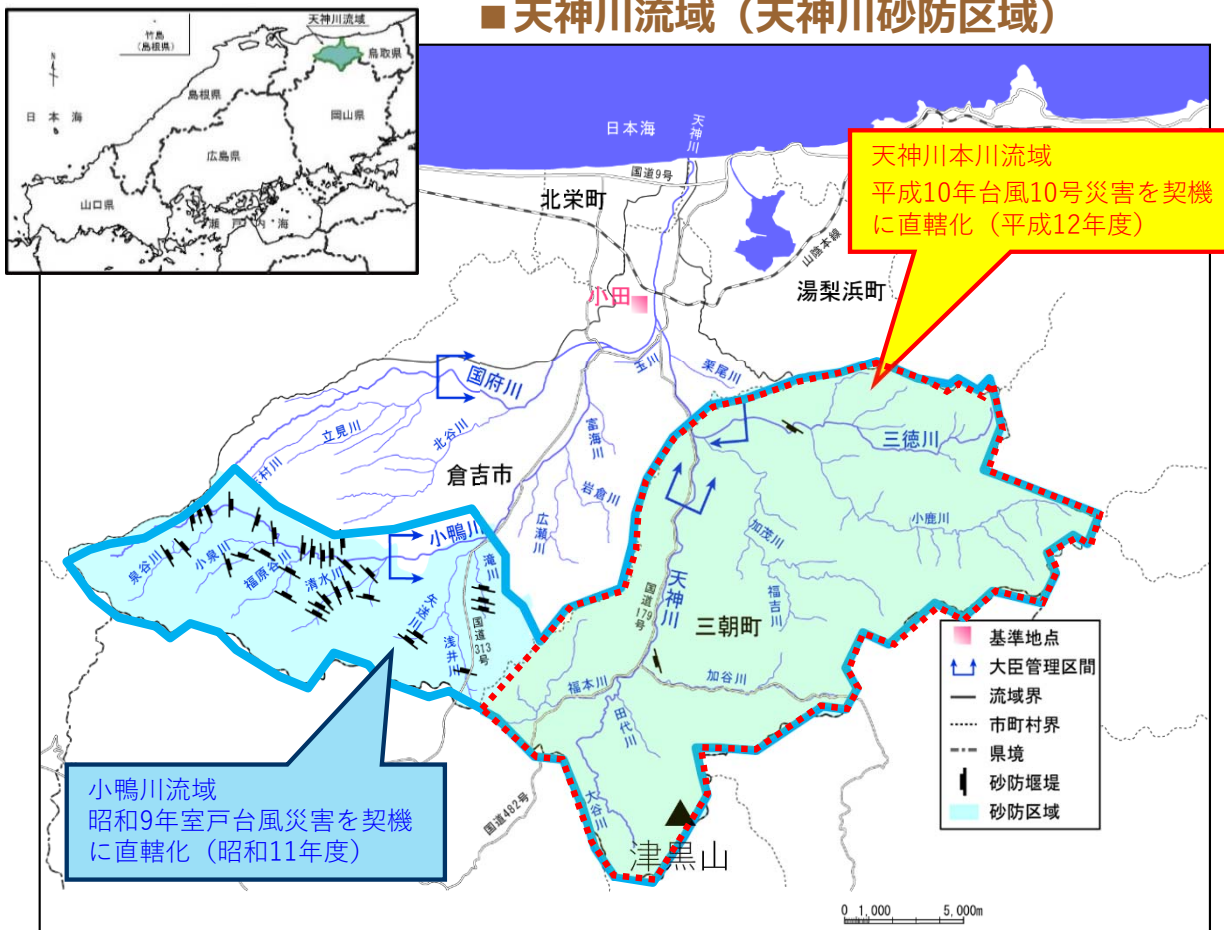 ■天神川流域（天神川砂防区域）
天神川流域
竹島
（島根県）
鳥取県
N
島根県
日本海
岡山県
広島県
山口県
瀬戸内海
日本海
天神川
国道9号
北栄町
天神川本川流域
平成10年台風10号災害を契機
に直轄化（平成12年度）
山陰本線
湯梨浜町
小田
玉川
栗尾川
国府川
立見川
北谷川
富海川
三徳川
倉吉市
岩倉川
広瀬川
小鹿川
加茂川
小鴨川
泉谷川
小泉川
福原谷川
清水川
滝川
矢送川
浅井川
国道313号
国道179号
天神川
福吉川
三朝町
加谷川
福本川
田代川
大谷川
国道482号
津黒山
小鴨川流域
昭和9年室戸台風災害を契機
に直轄化（昭和11年度）
基準地点
大臣管理区間
流域界
市町村界
県境
砂防堰堤
砂防区域
0 1,000 5,000m